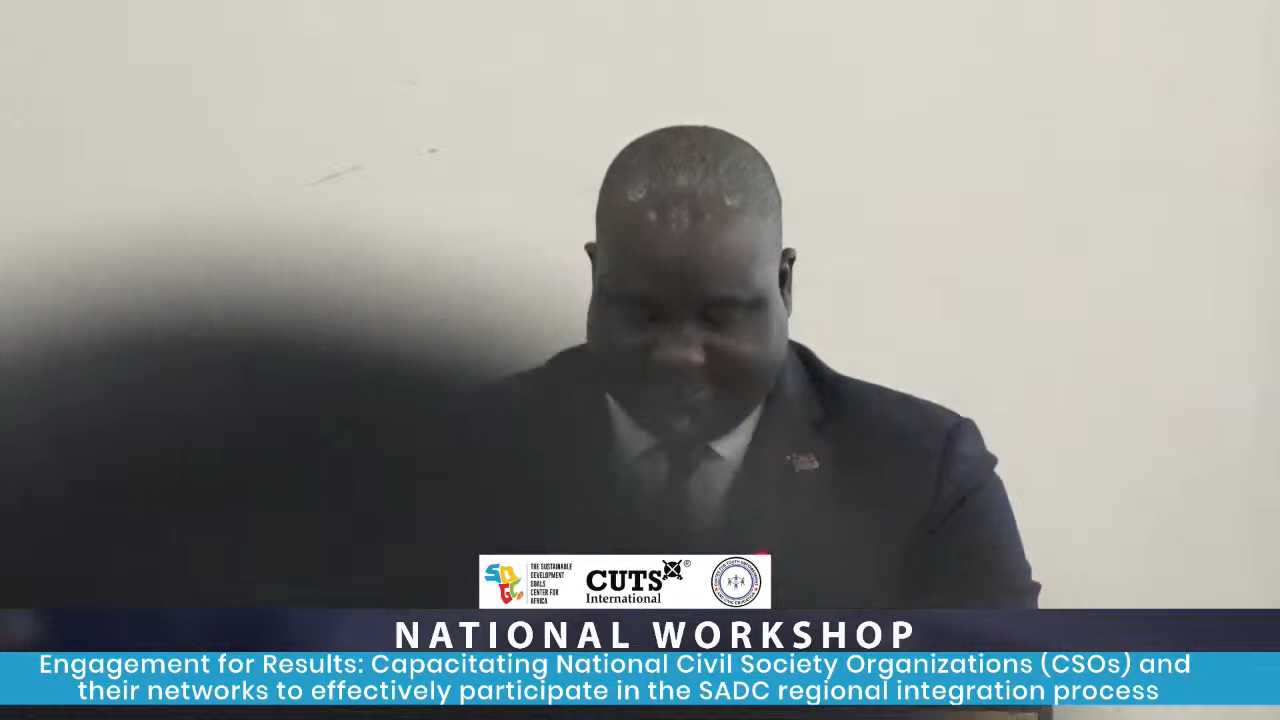 THE SUSTAINABLE
DEVELOPMENT
GOALS
CENTER FOR
AFRICA
CUTS®
International
NATIONAL WORKSHOP
Engagement for Results: Capacitating National Civil Society Organizations (CSOs) and
their networks to effectively participate in the SADC regional integration process